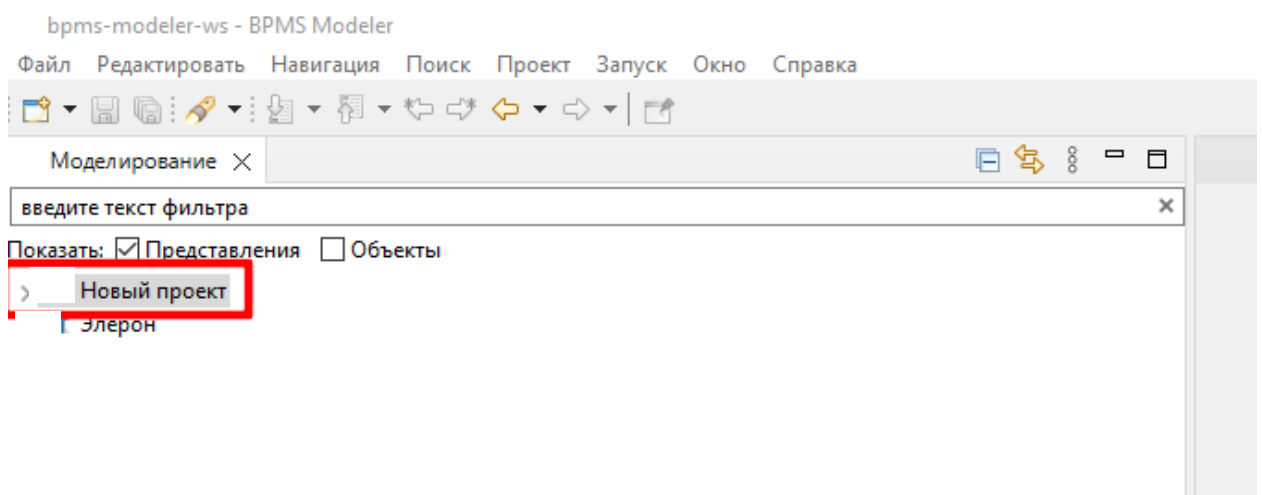 bpms-modeler-ws - BPMS Modeler
Файл Редактировать Навигация Поиск Проект Запуск Окно Справка
Моделирование
введите текст фильтра
Показать: Представления Объекты
Новый проект
Элерон